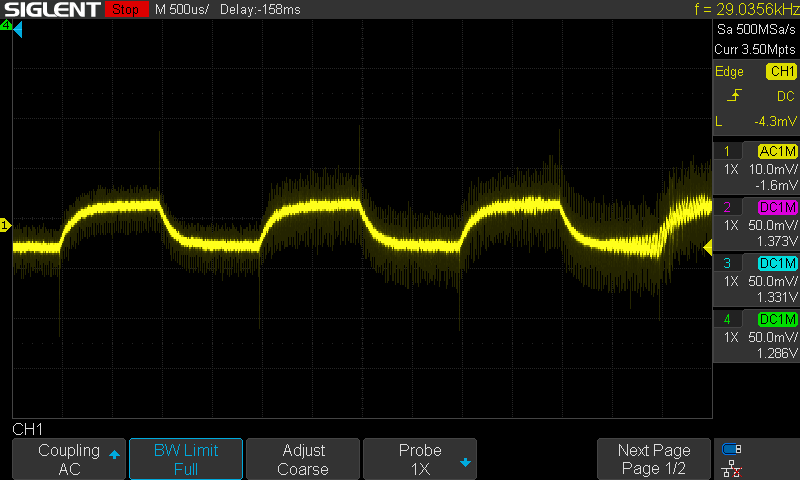 SIGLENT Stop M 500us/ Delay:-158ms f = 29.0356kHz
Sa 500MSa/s
Curr 3.50Mpts
Edge CH1
DC
L -4.3mV
1 AC1M
1X 10.0mV/
-1.6mV
2 DC1M
1X 50.0mV/
1.373V
3 DC1M
1X 50.0mV/
1.331V
4 DC1M
1X 50.0mV/
1.286V
4
1
CH1
Coupling
AC
BW Limit
Full
Adjust
Coarse
Probe
1X
Next Page
Page 1/2